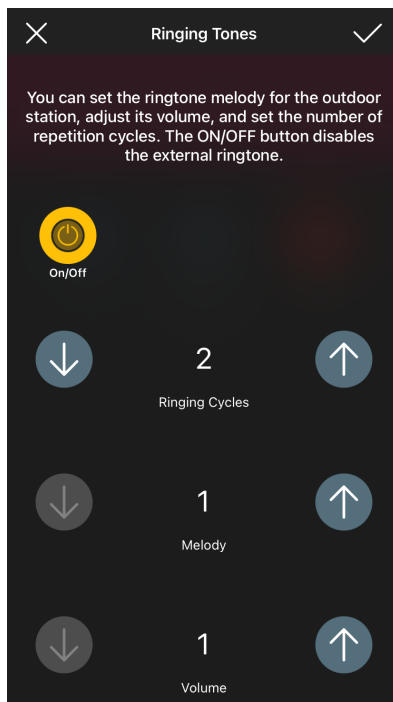 Ringing Tones
You can set the ringtone melody for the outdoor
station, adjust its volume, and set the number of
repetition cycles. The ON/OFF button disables
the external ringtone.
On/Off
2
Ringing Cycles
1
Melody
1
Volume